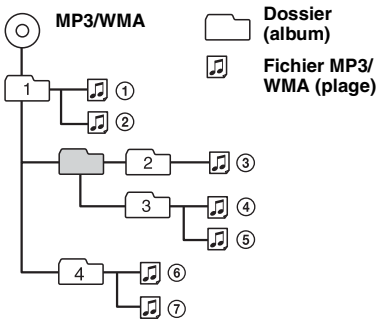 MP3/WMA
Dossier
(album)
Fichier MP3/
WMA (plage)
1
①
②
2
③
3
④
⑤
4
⑥
⑦